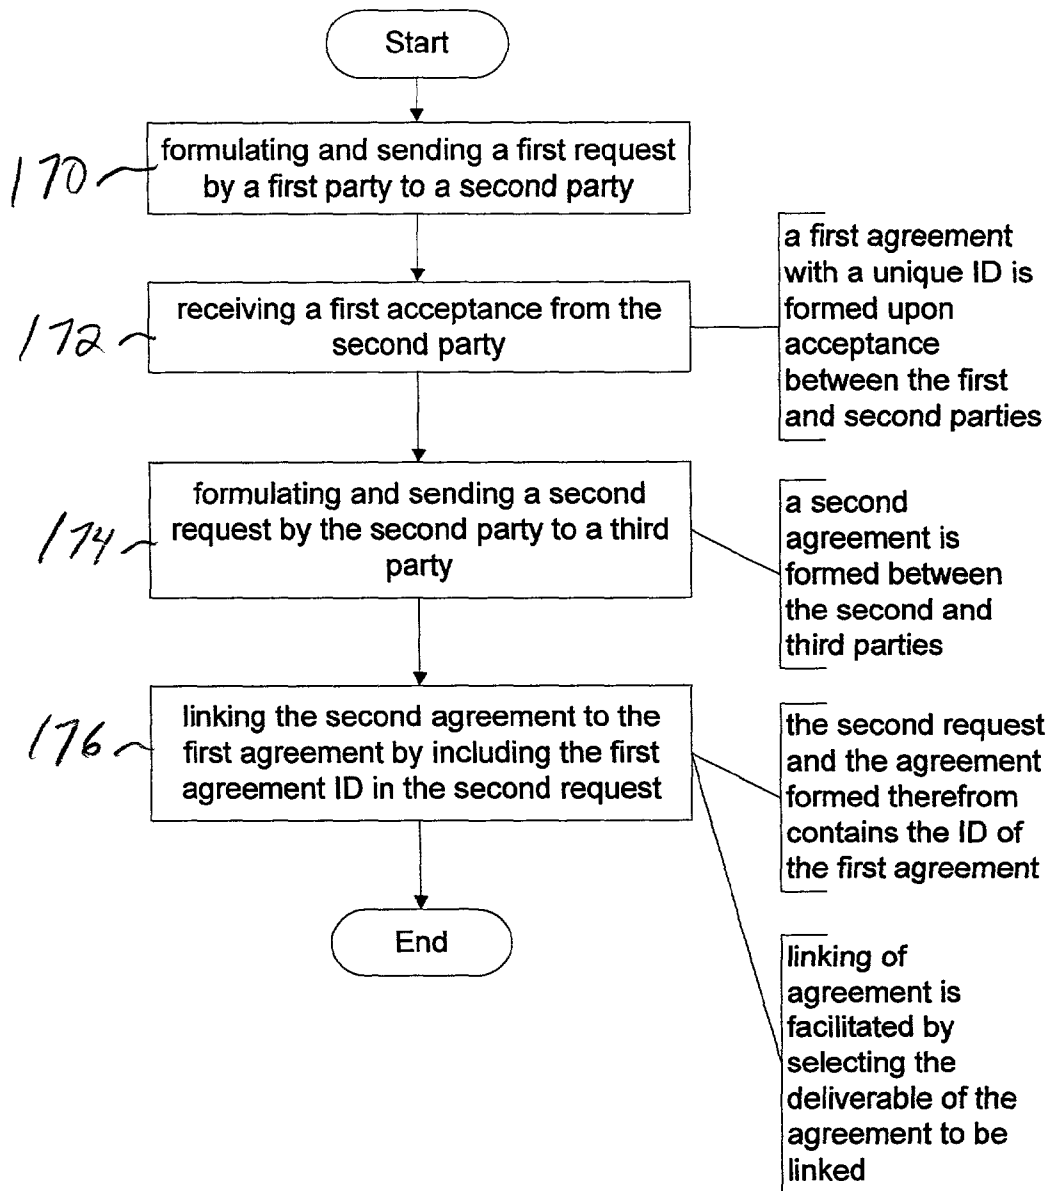 Start
170
formulating and sending a first request
by a first party to a second party
172
receiving a first acceptance from the
second party
a first agreement
with a unique ID is
formed upon
acceptance
between the first
and second parties
174
formulating and sending a second
request by the second party to a third
party
a second
agreement is
formed between
the second and
third parties
176
linking the second agreement to the
first agreement by including the first
agreement ID in the second request
the second request
and the agreement
formed therefrom
contains the ID of
the first agreement
End
linking of
agreement is
facilitated by
selecting the
deliverable of the
agreement to be
linked